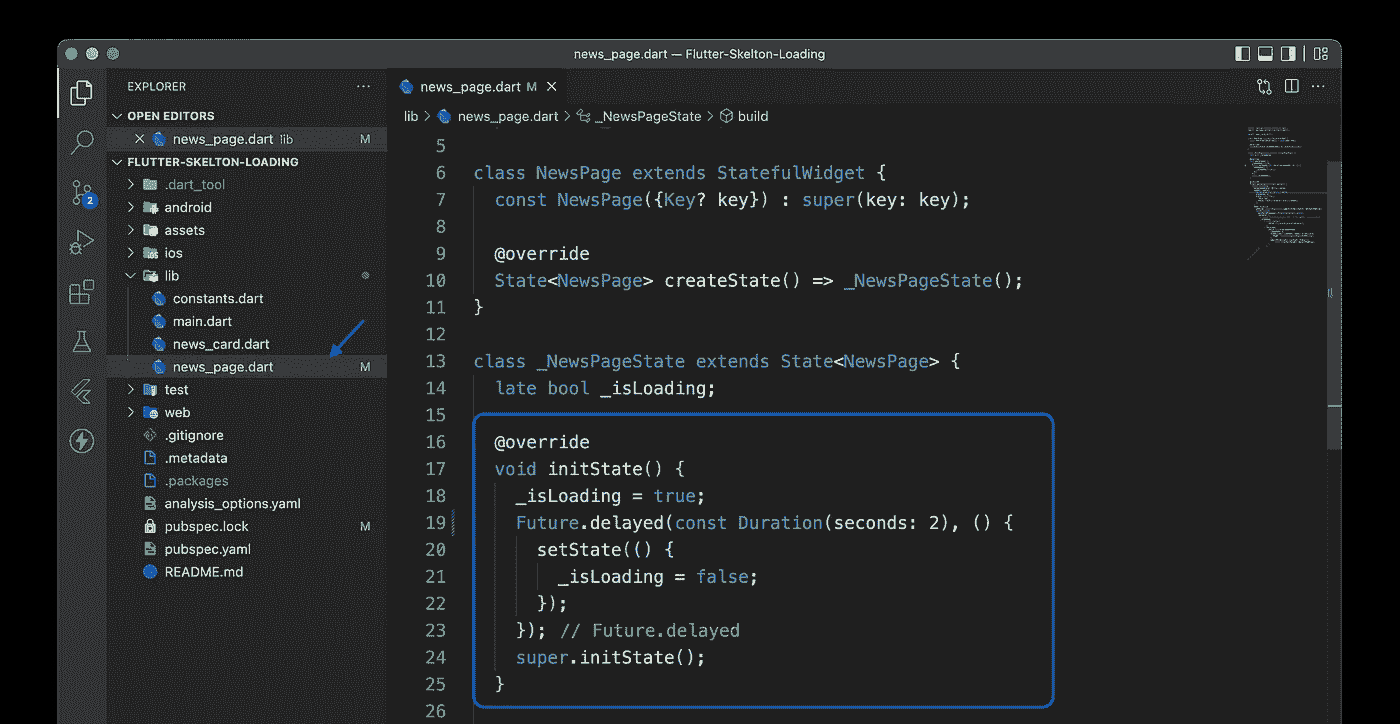 news_page.dart — Flutter-Skelton-Loading
EXPLORER
OPEN EDITORS
news_page.dart lib M
FLUTTER-SKELTON-LOADING
.dart_tool
android
assets
ios
lib
constants.dart
main.dart
news_card.dart
news_page.dart M
test
web
.gitignore
.metadata
.packages
analysis_options.yaml
pubspec.lock M
pubspec.yaml
README.md
2
news_page.dart M
lib > news_page.dart > _NewsPageState > build
5
6 class NewsPage extends StatefulWidget {
7 const NewsPage({Key? key}) : super(key: key);
8
9 @override
10 State<NewsPage> createState() => _NewsPageState();
11 }
12
13 class _NewsPageState extends State<NewsPage> {
14 late bool _isLoading;
15
16 @override
17 void initState() {
18 _isLoading = true;
19 Future.delayed(const Duration(seconds: 2), () {
20 setState(() {
21 _isLoading = false;
22 });
23 }); // Future.delayed
24 super.initState();
25 }
26